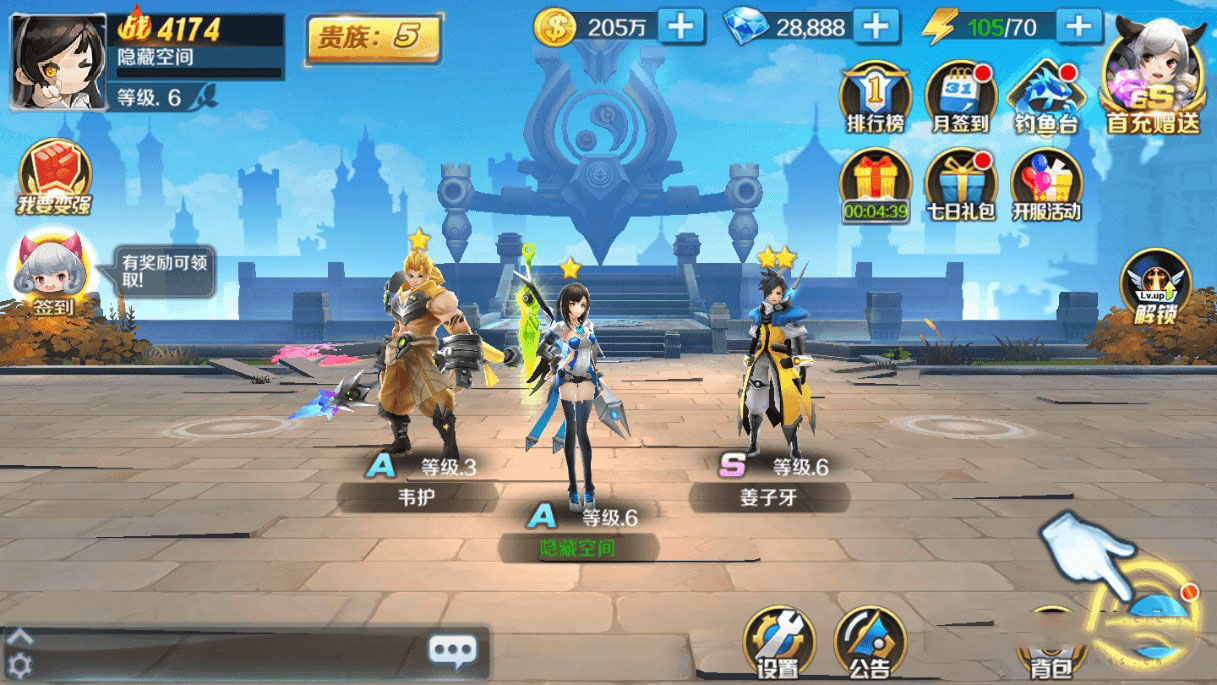 战 4174
隐藏空间
等级. 6
贵族：5
205万
28,888
105/70
1
排行榜
31
月签到
钓鱼台
6S
首充赠送
我要变强
00:04:39
七日礼包
开服活动
有奖励可领
取!
签到
Lv.up
解锁
A 等级.3
韦护
S 等级.6
姜子牙
A 等级.6
隐藏空间
设置
公告
背包